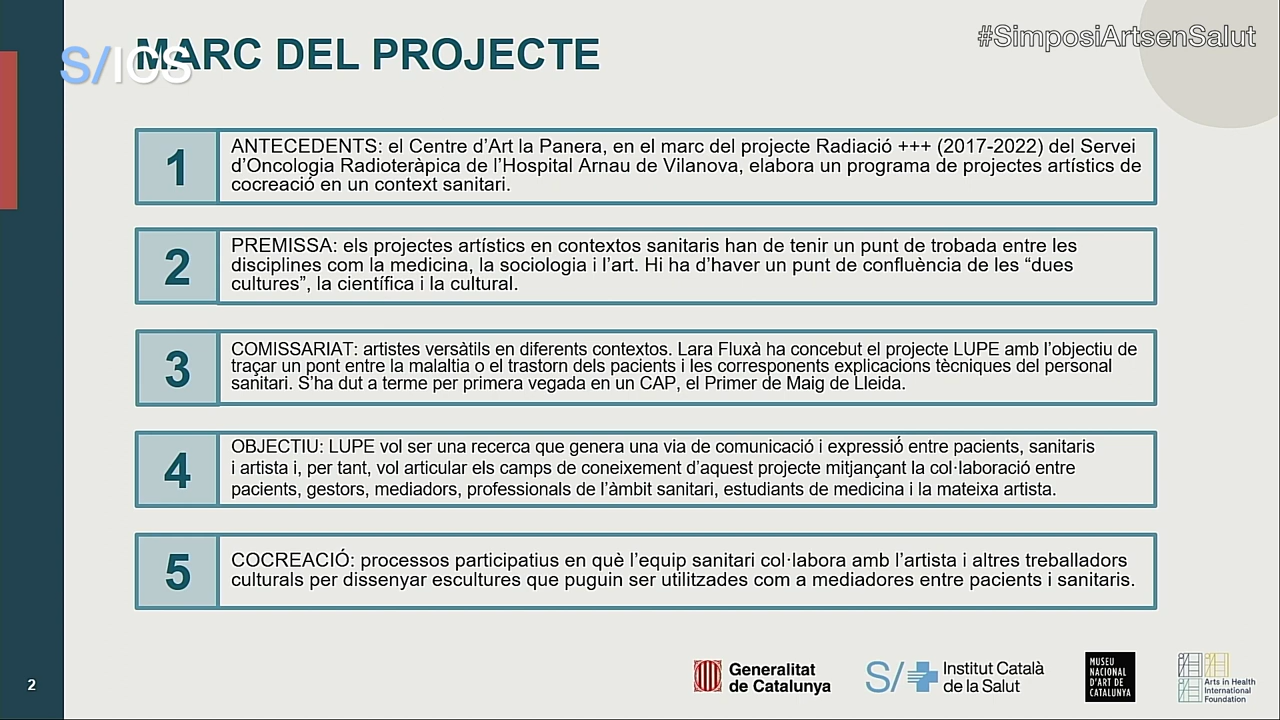 #SimposiArtsenSalut
S/ICS
MARC DEL PROJECTE
1
ANTECEDENTS: el Centre d’Art la Panera, en el marc del projecte Radiació +++ (2017-2022) del Servei
d’Oncologia Radioteràpica de l’Hospital Arnau de Vilanova, elabora un programa de projectes artístics de
cocreació en un context sanitari.
2
PREMISSA: els projectes artístics en contextos sanitaris han de tenir un punt de trobada entre les
disciplines com la medicina, la sociologia i l’art. Hi ha d’haver un punt de confluència de les “dues
cultures”, la científica i la cultural.
3
COMISSARIAT: artistes versàtils en diferents contextos. Lara Fluxà ha concebut el projecte LUPE amb l’objectiu de
traçar un pont entre la malaltia o el trastorn dels pacients i les corresponents explicacions tècniques del personal
sanitari. S’ha dut a terme per primera vegada en un CAP, el Primer de Maig de Lleida.
4
OBJECTIU: LUPE vol ser una recerca que genera una via de comunicació i expressió entre pacients, sanitaris
i artista i, per tant, vol articular els camps de coneixement d’aquest projecte mitjançant la col·laboració entre
pacients, gestors, mediadors, professionals de l’àmbit sanitari, estudiants de medicina i la mateixa artista.
5
COCREACIÓ: processos participatius en què l’equip sanitari col·labora amb l’artista i altres treballadors
culturals per dissenyar escultures que puguin ser utilitzades com a mediadores entre pacients i sanitaris.
2
Generalitat
de Catalunya
S/
Institut Català
de la Salut
MUSEU
NACIONAL
D'ART DE
CATALUNYA
Arts in Health
International
Foundation